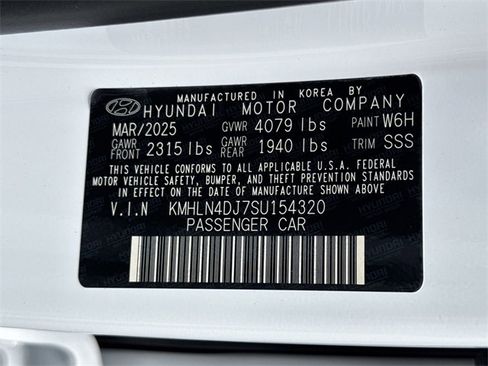 MANUFACTURED IN KOREA BY
HYUNDAI MOTOR COMPANY
MAR/2025 GVWR 4079 lbs PAINT W6H
GAWR FRONT 2315 lbs GAWR REAR 1940 lbs TRIM SSS
THIS VEHICLE CONFORMS TO ALL APPLICABLE U.S.A. FEDERAL
MOTOR VEHICLE SAFETY, BUMPER, AND THEFT PREVENTION STANDARDS
IN EFFECT ON THE DATE OF MANUFACTURE SHOWN ABOVE.
V.I.N KMHLN4DJ7SU154320
PASSENGER CAR